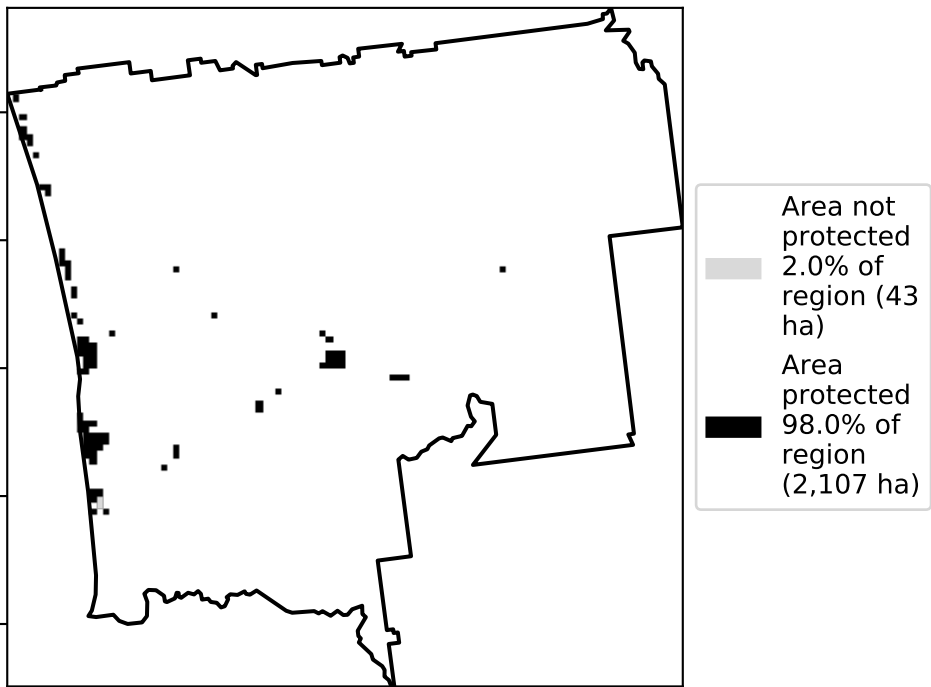 Area not
protected
2.0% of
region (43
ha)
Area
protected
98.0% of
region
(2,107 ha)